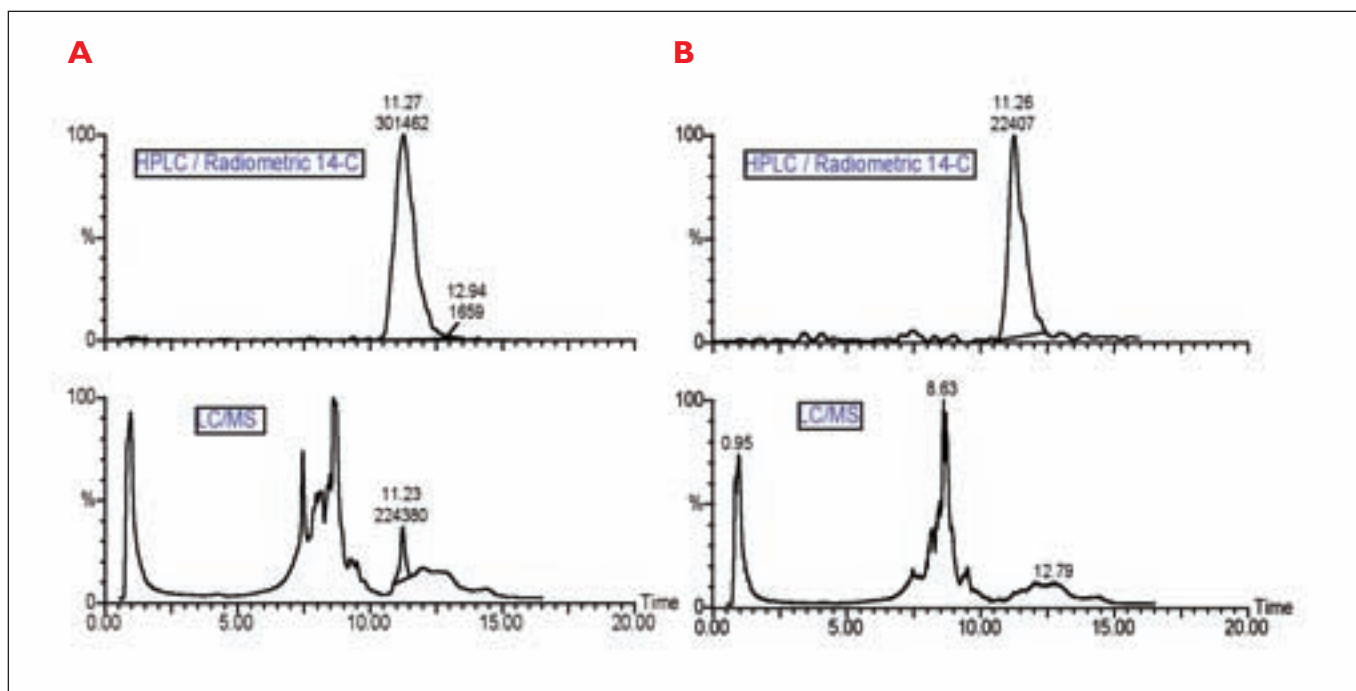 A
11.27
301462
100
HPLC / Radiometric 14-C
%
12.94
1659
0
100
LC/MS
11.23
224380
%
0
Time
0.00 5.00 10.00 15.00 20.00
B
11.26
22407
100
HPLC / Radiometric 14-C
%
0
100
8.63
LC/MS
0.95
%
12.79
0
Time
0.00 5.00 10.00 15.00 20.00